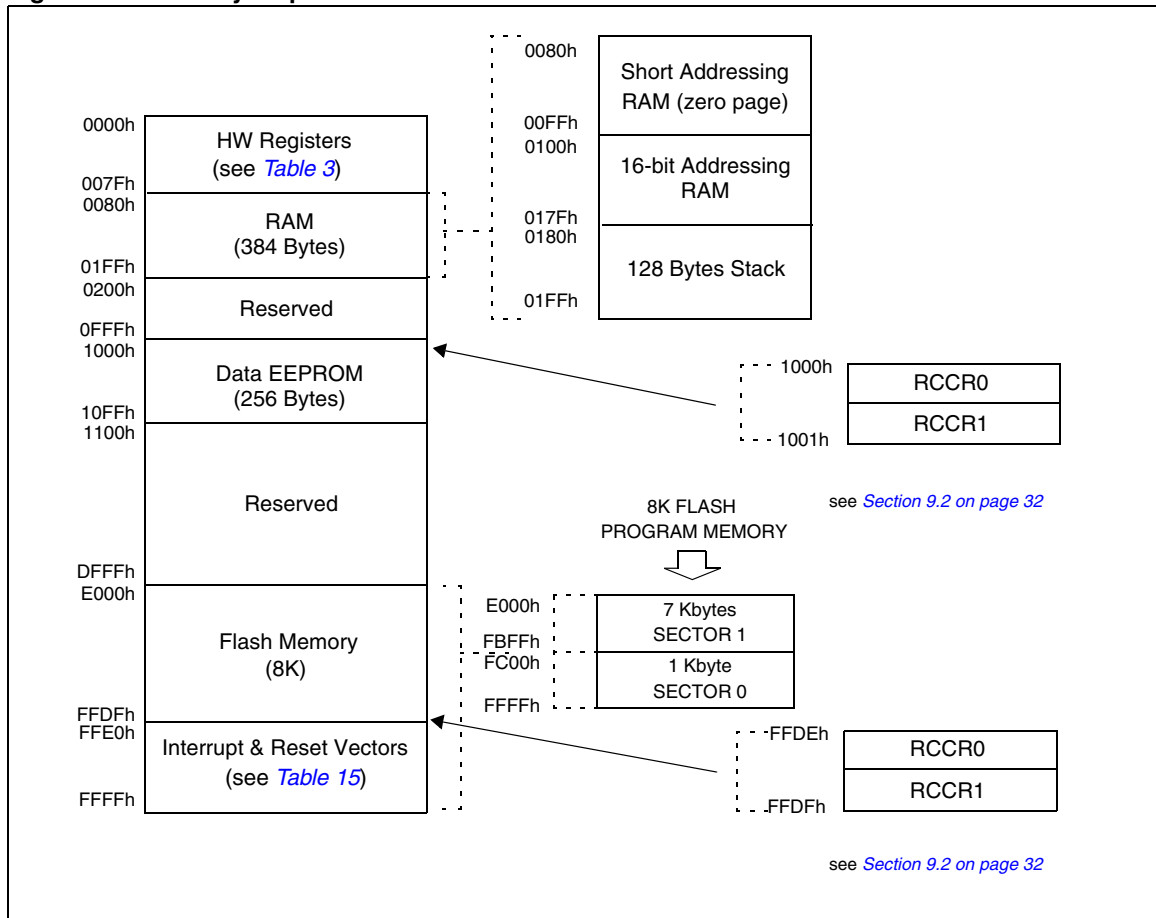 0000h
HW Registers
(see Table 3)
007Fh
0080h
RAM
(384 Bytes)
01FFh
0200h
Reserved
0FFFh
1000h
Data EEPROM
(256 Bytes)
10FFh
1100h
Reserved
DFFFh
E000h
Flash Memory
(8K)
FFDFh
FFE0h
Interrupt & Reset Vectors
(see Table 15)
FFFFh
0080h
Short Addressing
RAM (zero page)
00FFh
0100h
16-bit Addressing
RAM
017Fh
0180h
128 Bytes Stack
01FFh
1000h
RCCR0
RCCR1
1001h
see Section 9.2 on page 32
8K FLASH
PROGRAM MEMORY
E000h
7 Kbytes
SECTOR 1
FBFFh
FC00h
1 Kbyte
SECTOR 0
FFFFh
FFDEh
RCCR0
RCCR1
FFDFh
see Section 9.2 on page 32